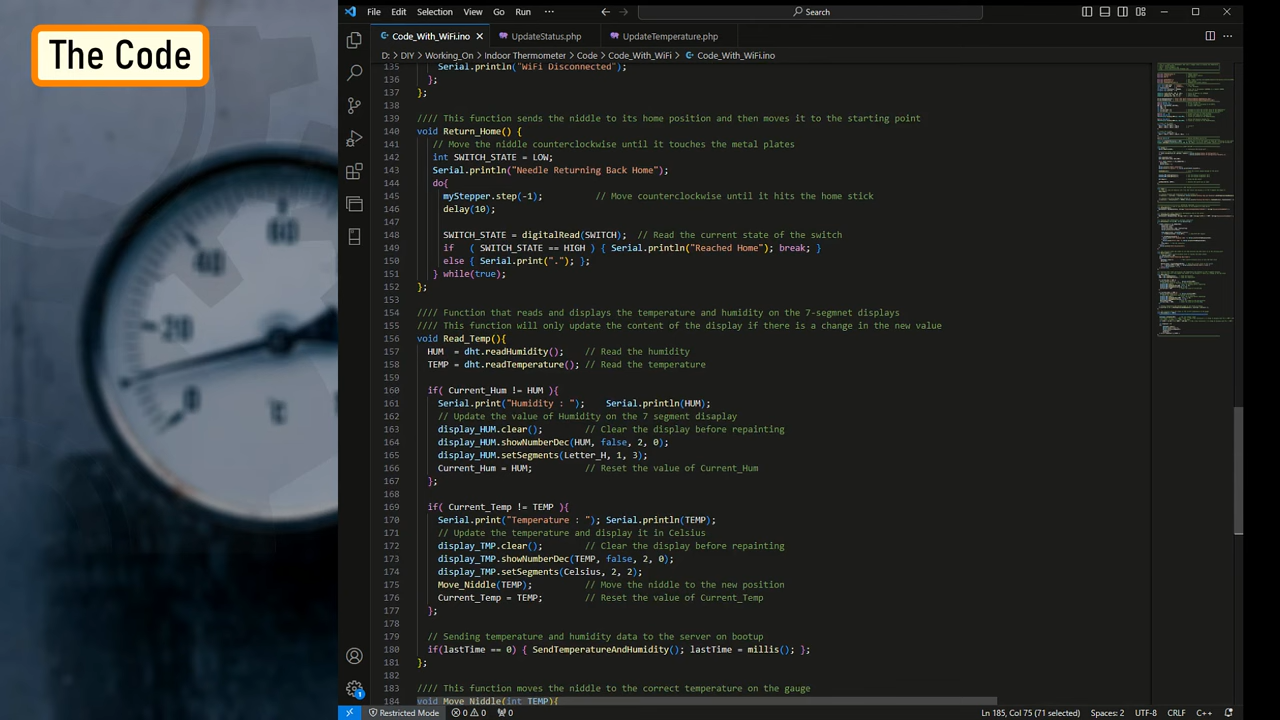 The Code
File Edit Selection View Go Run ··· Search
Code_With_WiFi.ino UpdateStatus.php UpdateTemperature.php
D: > DIY > Working_On > Indoor Thermometer > Code > Code_With_WiFi > Code_With_WiFi.ino
135 Serial.println("WiFi Disconnected");
136 };
137 };
138
139 //// This function sends the niddle to its home position and then moves it to the starting point
140 void Return_Home() {
141 // Move the niddle counterclockwise until it touches the metal plates
142 int SWITCH_STATE = LOW;
143 Serial.println("Needle Returning Back Home");
144 do{
145 myStepper.step(-1); // Move counterclockwise until it hits the home stick
146 delay(10);
147
148 SWITCH_STATE = digitalRead(SWITCH); // Read the current state of the switch
149 if ( SWITCH_STATE == HIGH ) { Serial.println("Reached Home"); break; }
150 else { Serial.print("."); };
151 } while(true);
152 };
153
154 //// Function that reads and displays the temperature and humidity on the 7-segmnet displays
155 //// This function will only update the content of the display if there is a change in the new value
156 void Read_Temp(){
157 HUM = dht.readHumidity(); // Read the humidity
158 TEMP = dht.readTemperature(); // Read the temperature
159
160 if( Current_Hum != HUM ){
161 Serial.print("Humidity : "); Serial.println(HUM);
162 // Update the value of Humidity on the 7 segment disaplay
163 display_HUM.clear(); // Clear the display before repainting
164 display_HUM.showNumberDec(HUM, false, 2, 0);
165 display_HUM.setSegments(Letter_H, 1, 3);
166 Current_Hum = HUM; // Reset the value of Current_Hum
167 };
168
169 if( Current_Temp != TEMP ){
170 Serial.print("Temperature : "); Serial.println(TEMP);
171 // Update the temperature and display it in Celsius
172 display_TMP.clear(); // Clear the display before repainting
173 display_TMP.showNumberDec(TEMP, false, 2, 0);
174 display_TMP.setSegments(Celsius, 2, 2);
175 Move_Niddle(TEMP); // Move the niddle to the new position
176 Current_Temp = TEMP; // Reset the value of Current_Temp
177 };
178
179 // Sending temperature and humidity data to the server on bootup
180 if(lastTime == 0) { SendTemperatureAndHumidity(); lastTime = millis(); };
181 };
182
183 //// This function moves the niddle to the correct temperature on the gauge
184 void Move_Niddle(int TEMP){
60
40
-20
0
°C
1
Restricted Mode 0 0 0 Ln 185, Col 75 (71 selected) Spaces: 2 UTF-8 CRLF C++